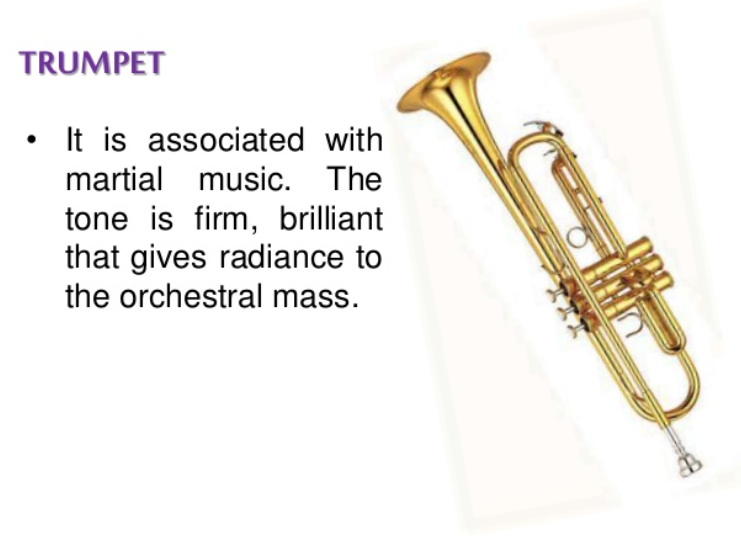 TRUMPET
• It is associated with
martial music. The
tone is firm, brilliant
that gives radiance to
the orchestral mass.